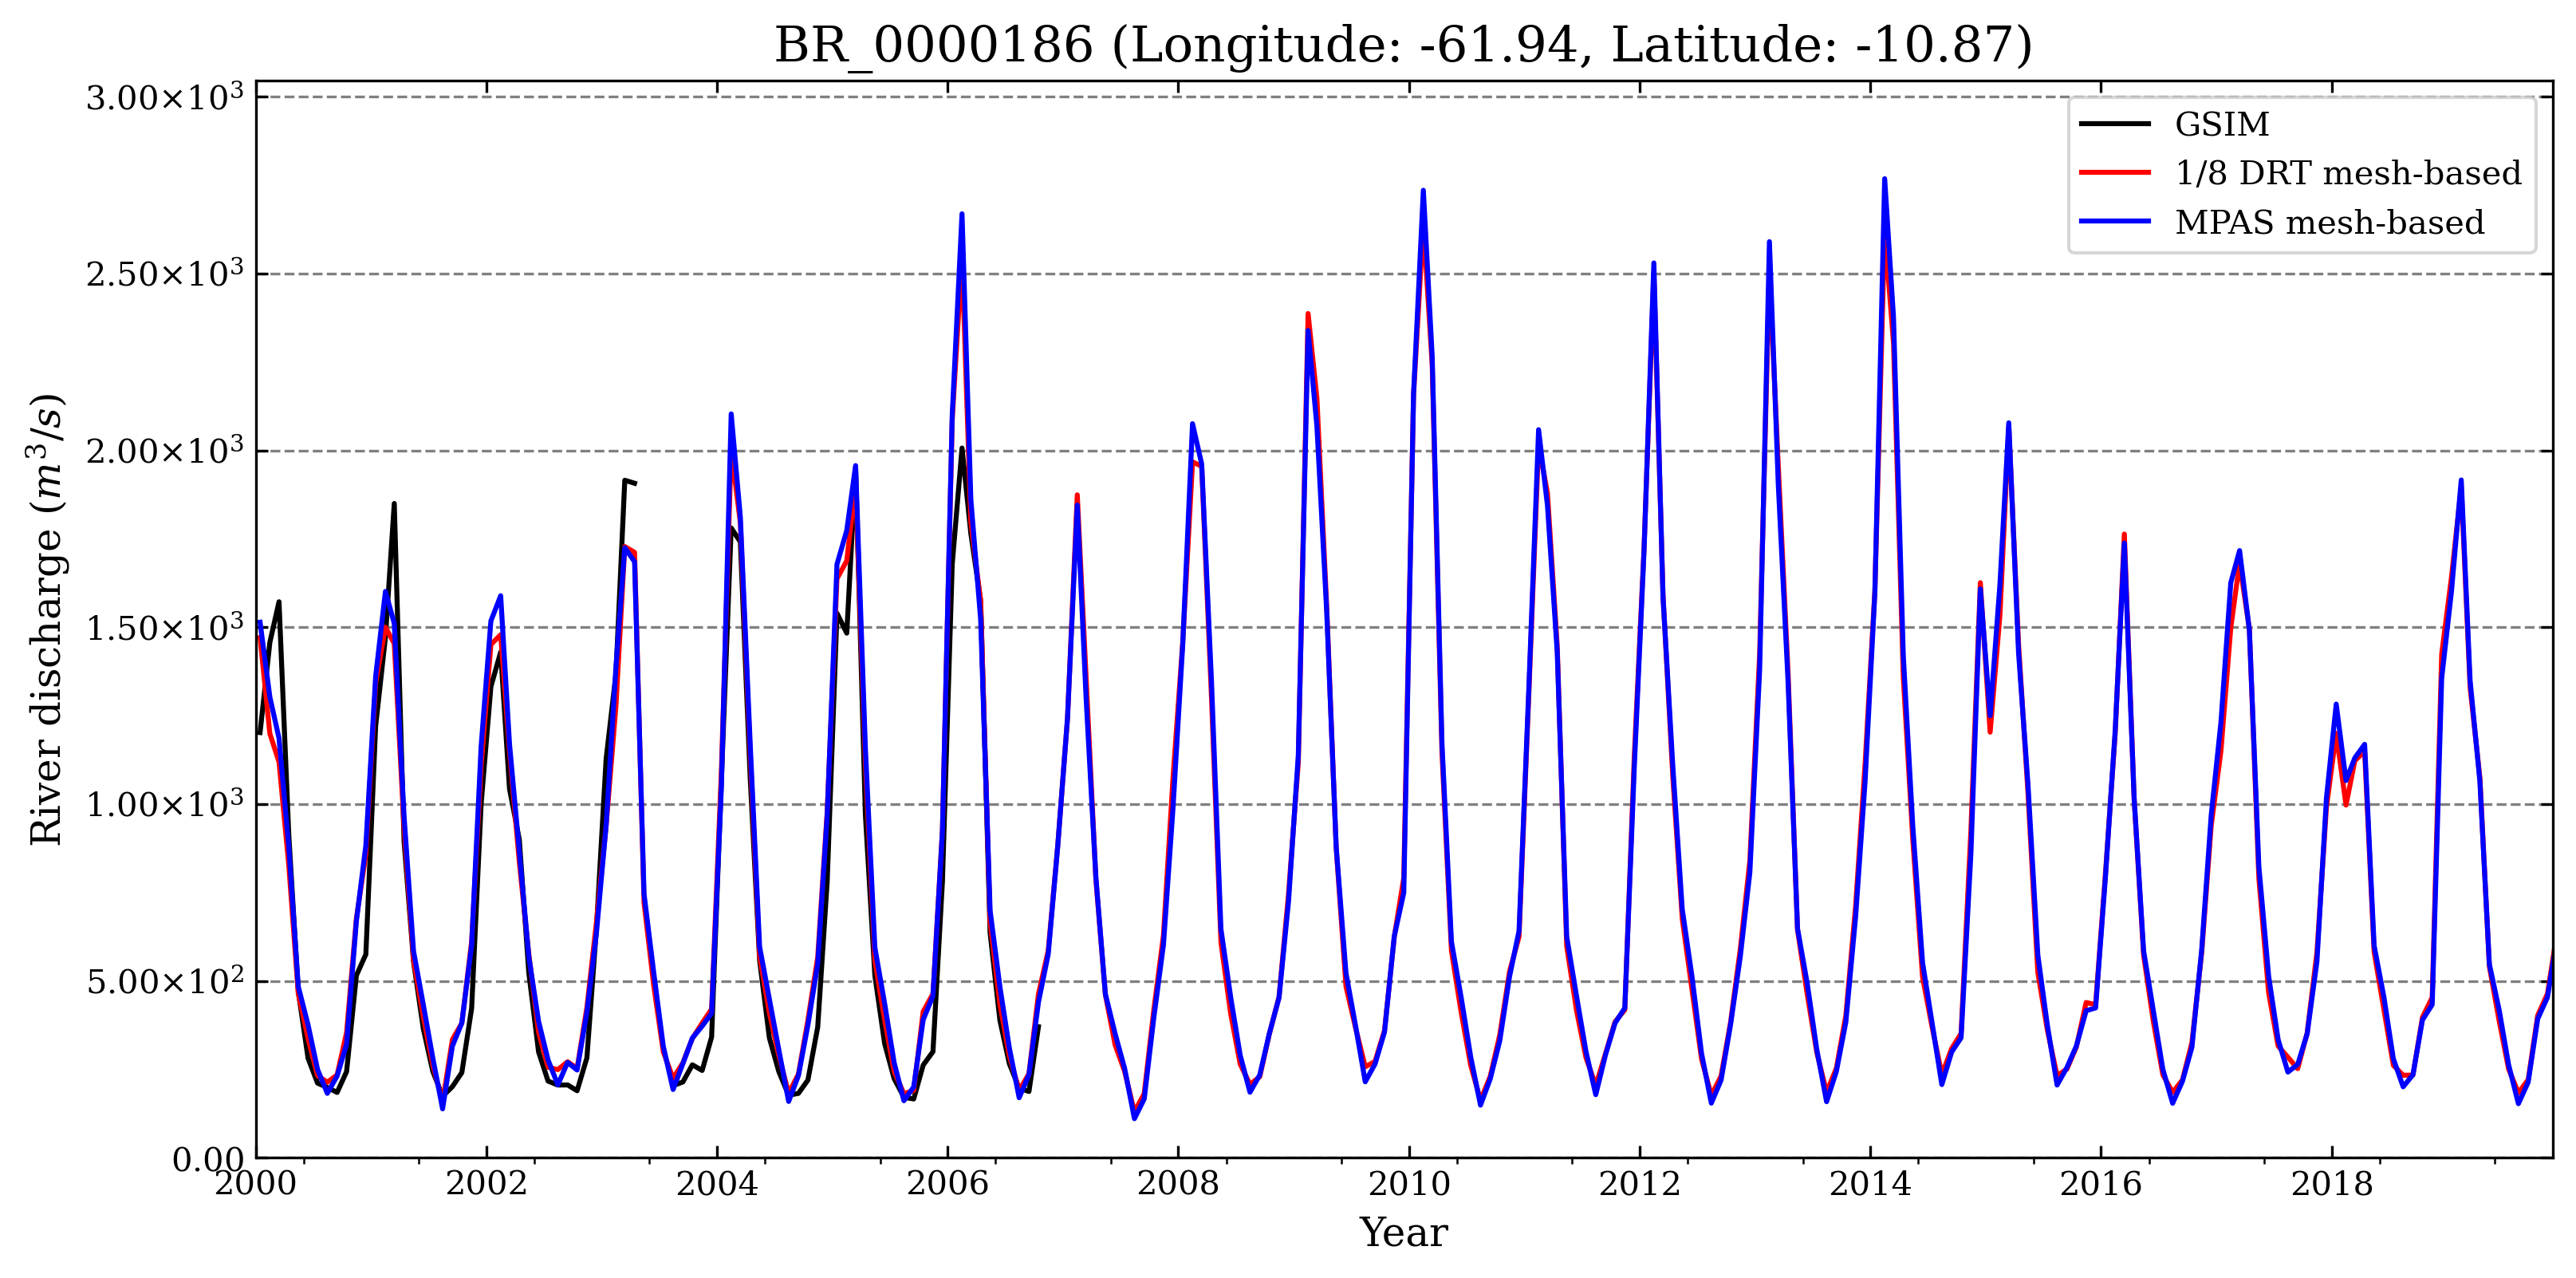 BR_0000186 (Longitude: -61.94, Latitude: -10.87)
3.00×10³
2.50×10³
2.00×10³
1.50×10³
1.00×10³
5.00×10²
0.00
River discharge (m³/s)
GSIM
1/8 DRT mesh-based
MPAS mesh-based
2000 2002 2004 2006 2008 2010 2012 2014 2016 2018
Year